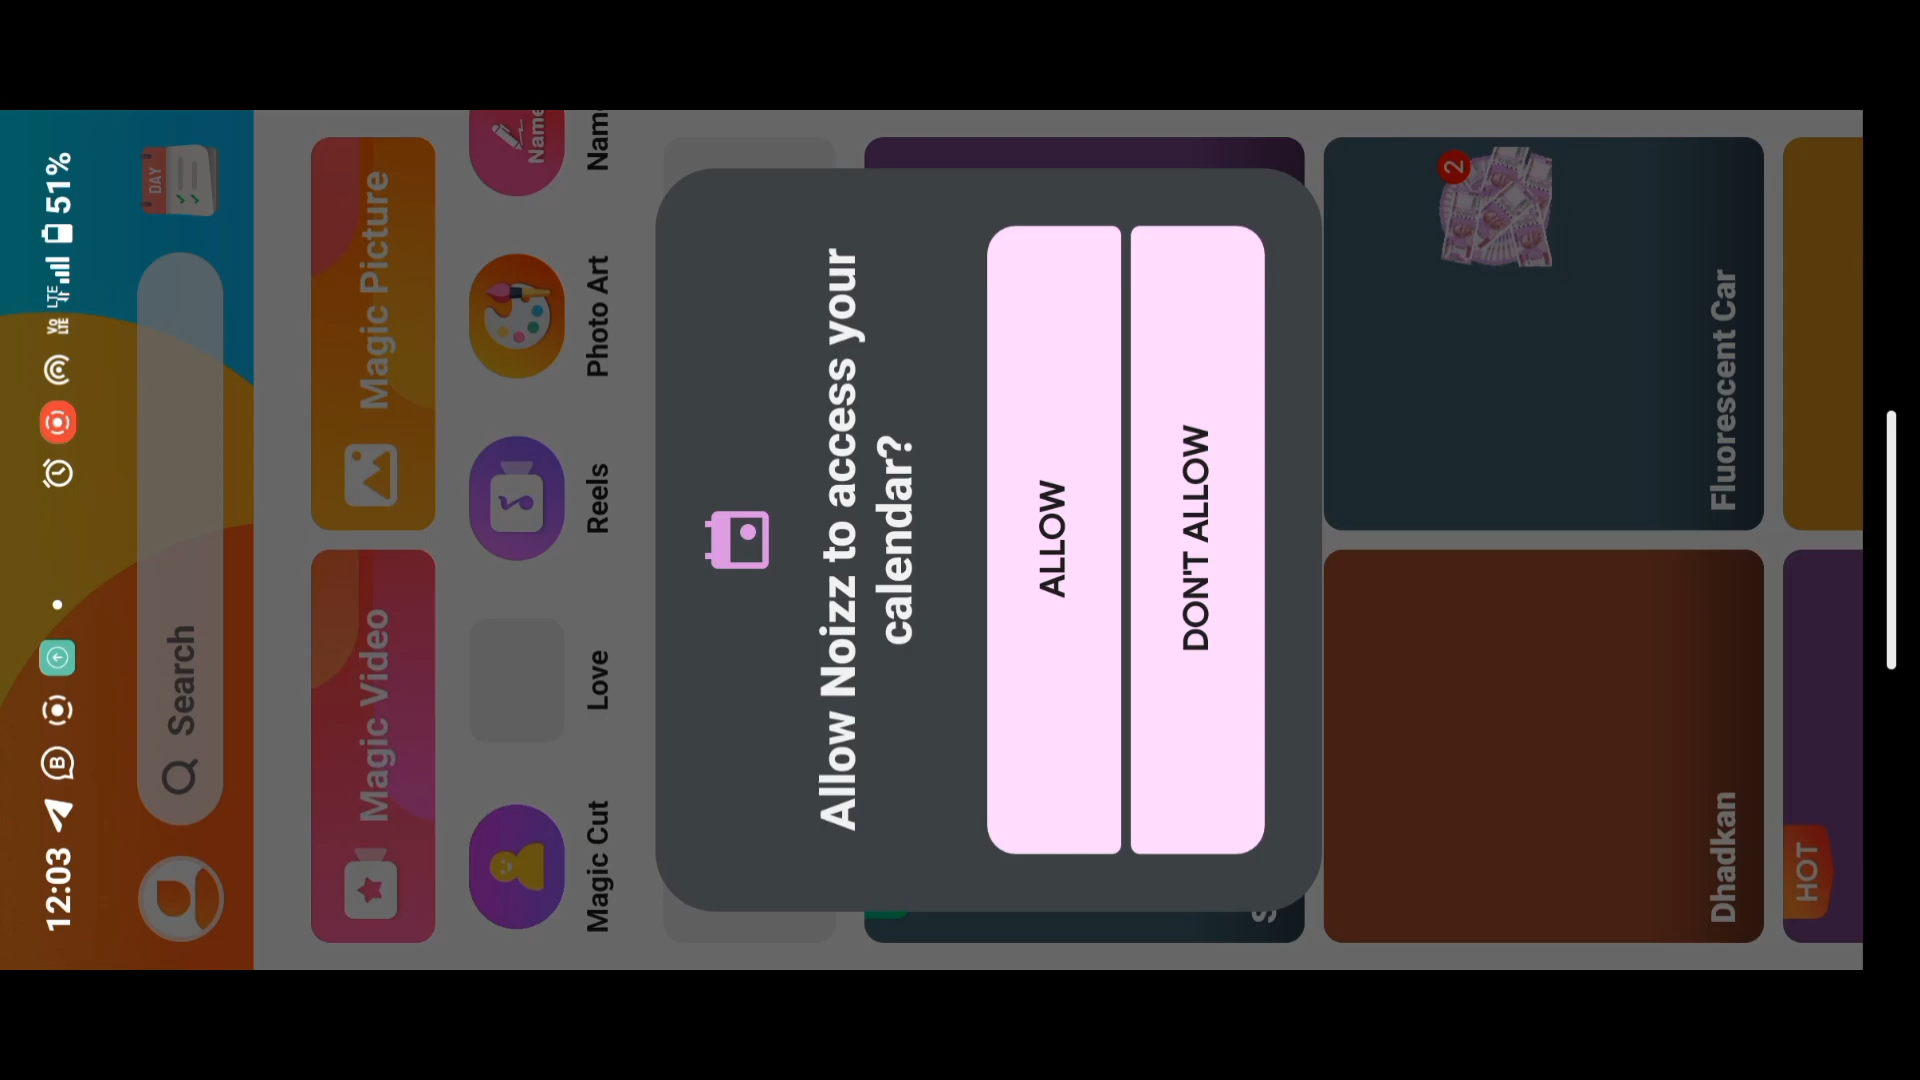 12:03
51%
Search
DAY
Magic Video
Magic Picture
Name
Magic Cut
Love
Reels
Photo Art
Nam
Allow Noizz to access your
calendar?
ALLOW
DON'T ALLOW
S
2
Dhadkan
Fluorescent Car
HOT